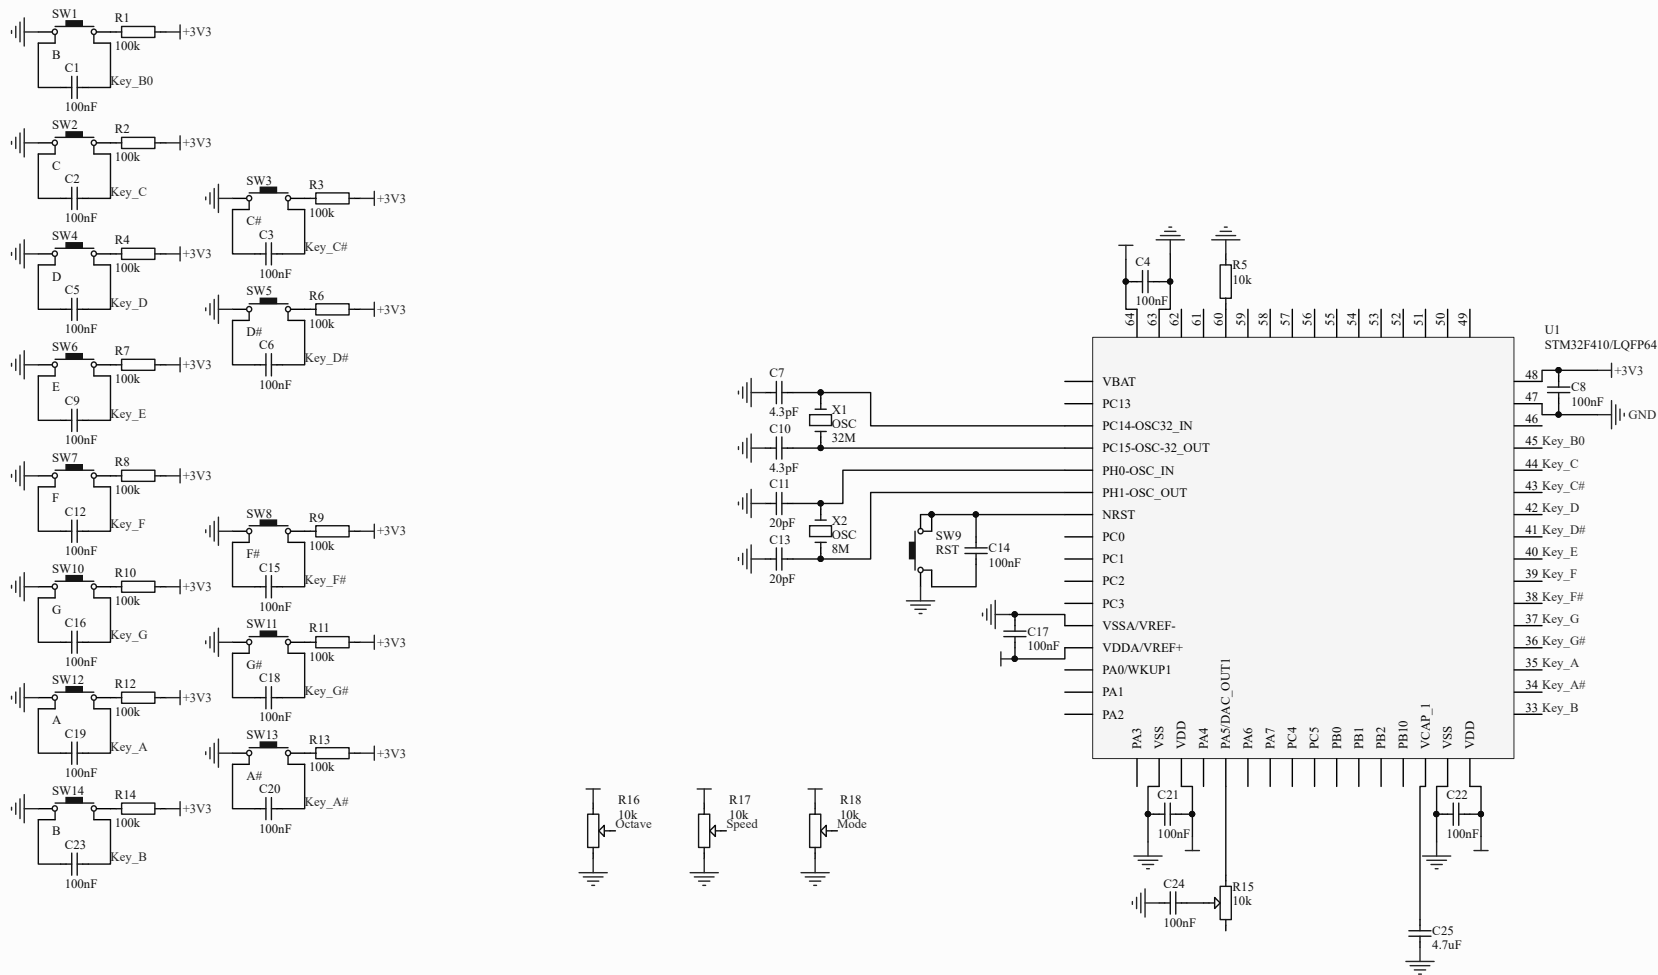 SW1 R1
+3V3
B 100k
C1
Key_B0
100nF
SW2 R2
+3V3
C 100k
C2
Key_C
100nF
SW3 R3
+3V3
C# 100k
C3
Key_C#
100nF
SW4 R4
+3V3
D 100k
C5
Key_D
100nF
SW5 R6
+3V3
D# 100k
C6
Key_D#
100nF
SW6 R7
+3V3
E 100k
C9
Key_E
100nF
SW7 R8
+3V3
F 100k
C12
Key_F
100nF
SW8 R9
+3V3
F# 100k
C15
Key_F#
100nF
SW10 R10
+3V3
G 100k
C16
Key_G
100nF
SW11 R11
+3V3
G# 100k
C18
Key_G#
100nF
SW12 R12
+3V3
A 100k
C19
Key_A
100nF
SW13 R13
+3V3
A# 100k
C20
Key_A#
100nF
SW14 R14
+3V3
B 100k
C23
Key_B
100nF
R16
10k
Octave
R17
10k
Speed
R18
10k
Mode
C7
4.3pF
X1
OSC
32M
C10
4.3pF
C11
20pF
X2
OSC
8M
C13
20pF
SW9
RST
C14
100nF
C17
100nF
C4
100nF
R5
10k
64 63 62 61 60 59 58 57 56 55 54 53 52 51 50 49
U1
STM32F410/LQFP64
VBAT
PC13
PC14-OSC32_IN
PC15-OSC-32_OUT
PH0-OSC_IN
PH1-OSC_OUT
NRST
PC0
PC1
PC2
PC3
VSSA/VREF-
VDDA/VREF+
PA0/WKUP1
PA1
PA2
PA3 VSS VDD PA4 PA5/DAC_OUT1 PA6 PA7 PC4 PC5 PB0 PB1 PB2 PB10 VCAP_1 VSS VDD
48
+3V3
C8
100nF
47
GND
46
45 Key_B0
44 Key_C
43 Key_C#
42 Key_D
41 Key_D#
40 Key_E
39 Key_F
38 Key_F#
37 Key_G
36 Key_G#
35 Key_A
34 Key_A#
33 Key_B
C21
100nF
C22
100nF
C24
100nF
R15
10k
C25
4.7uF